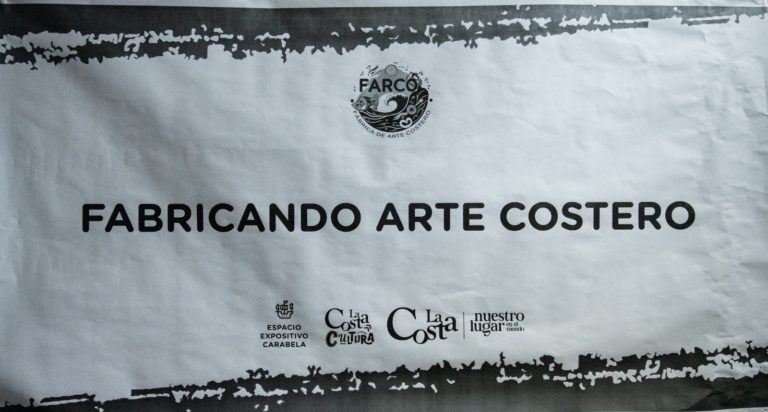 FARCO
FÁBRICA DE ARTE COSTERO
FABRICANDO ARTE COSTERO
ESPACIO
EXPOSITIVO
CARABELA
La
Costa
CULTURA
La
Costa
nuestro
lugar en el
mundo